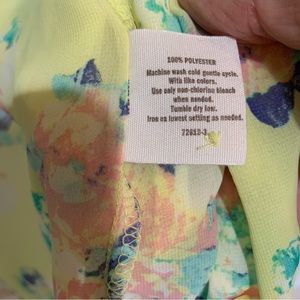 100% POLYESTER
Machine wash cold gentle cycle.
With like colors.
Use only non-chlorine bleach
when needed.
Tumble dry low.
Iron on lowest setting as needed.
72612-3